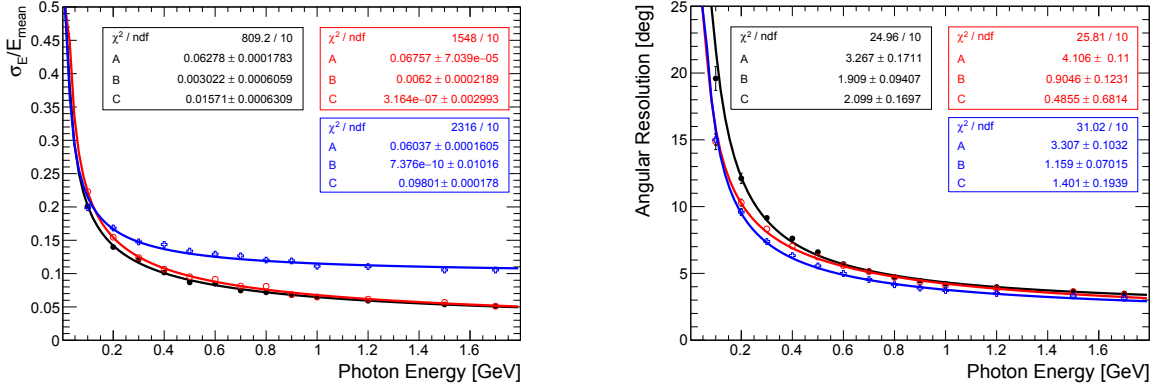 σ_E/E_mean
0.5
0.45
0.4
0.35
0.3
0.25
0.2
0.15
0.1
0.05
0
χ² / ndf 809.2 / 10
A 0.06278 ± 0.0001783
B 0.003022 ± 0.0006059
C 0.01571 ± 0.0006309
χ² / ndf 1548 / 10
A 0.06757 ± 7.039e−05
B 0.0062 ± 0.0002189
C 3.164e−07 ± 0.002993
χ² / ndf 2316 / 10
A 0.06037 ± 0.0001605
B 7.376e−10 ± 0.01016
C 0.09801 ± 0.000178
0.2 0.4 0.6 0.8 1 1.2 1.4 1.6
Photon Energy [GeV]
Angular Resolution [deg]
25
20
15
10
5
0
χ² / ndf 24.96 / 10
A 3.267 ± 0.1711
B 1.909 ± 0.09407
C 2.099 ± 0.1697
χ² / ndf 25.81 / 10
A 4.106 ± 0.11
B 0.9046 ± 0.1231
C 0.4855 ± 0.6814
χ² / ndf 31.02 / 10
A 3.307 ± 0.1032
B 1.159 ± 0.07015
C 1.401 ± 0.1939
0.2 0.4 0.6 0.8 1 1.2 1.4 1.6
Photon Energy [GeV]